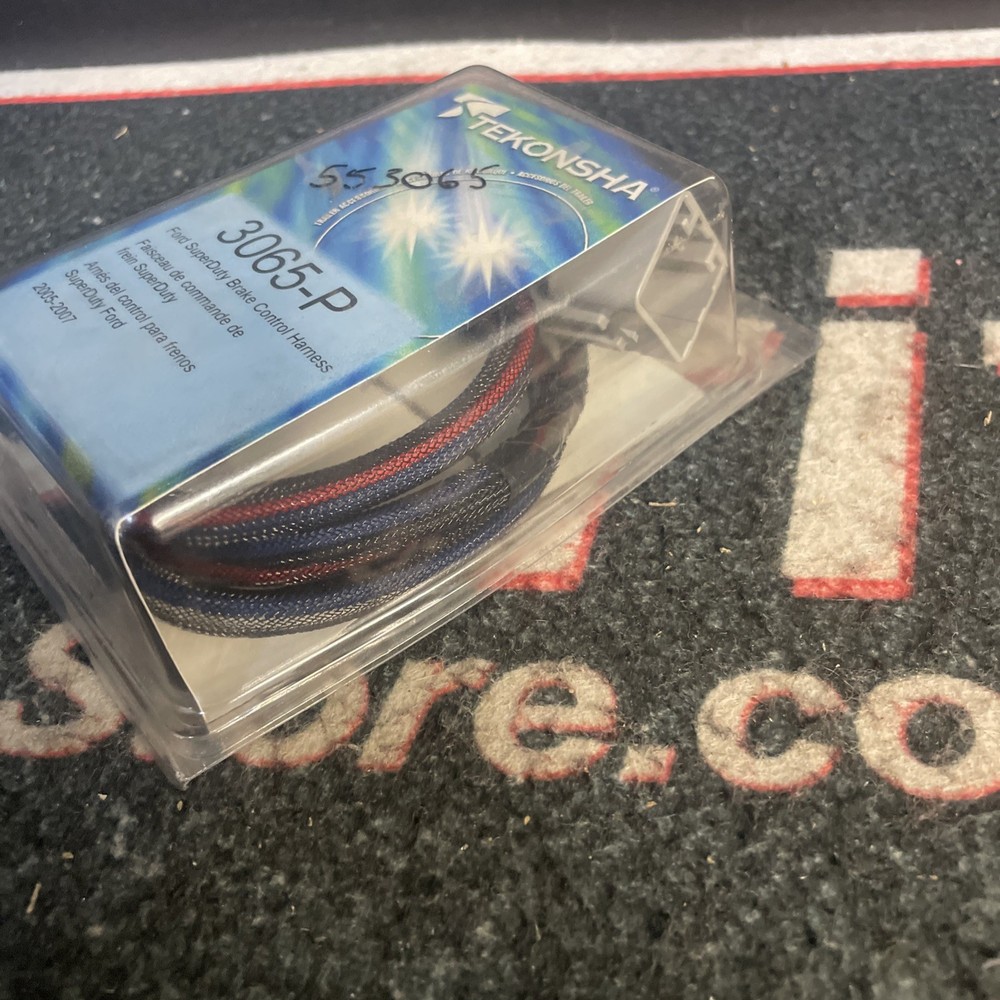 TEKONSHA®
553065
3065-P
Ford SuperDuty Brake Control Harness
Faisceau de commande de
frein SuperDuty
Arnés del control para frenos
SuperDuty Ford
2005-2007
i
store.co